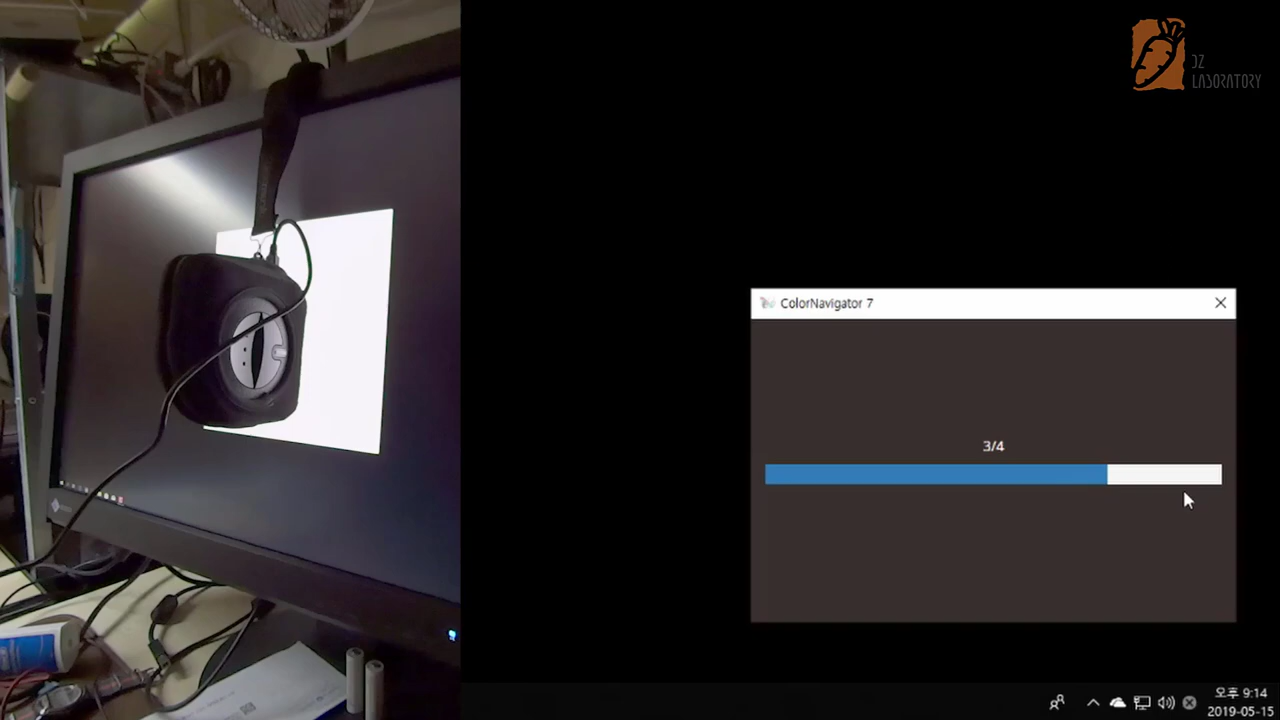 JZ
LABORATORY
ColorNavigator 7
3/4
오후 9:14
2019-05-15